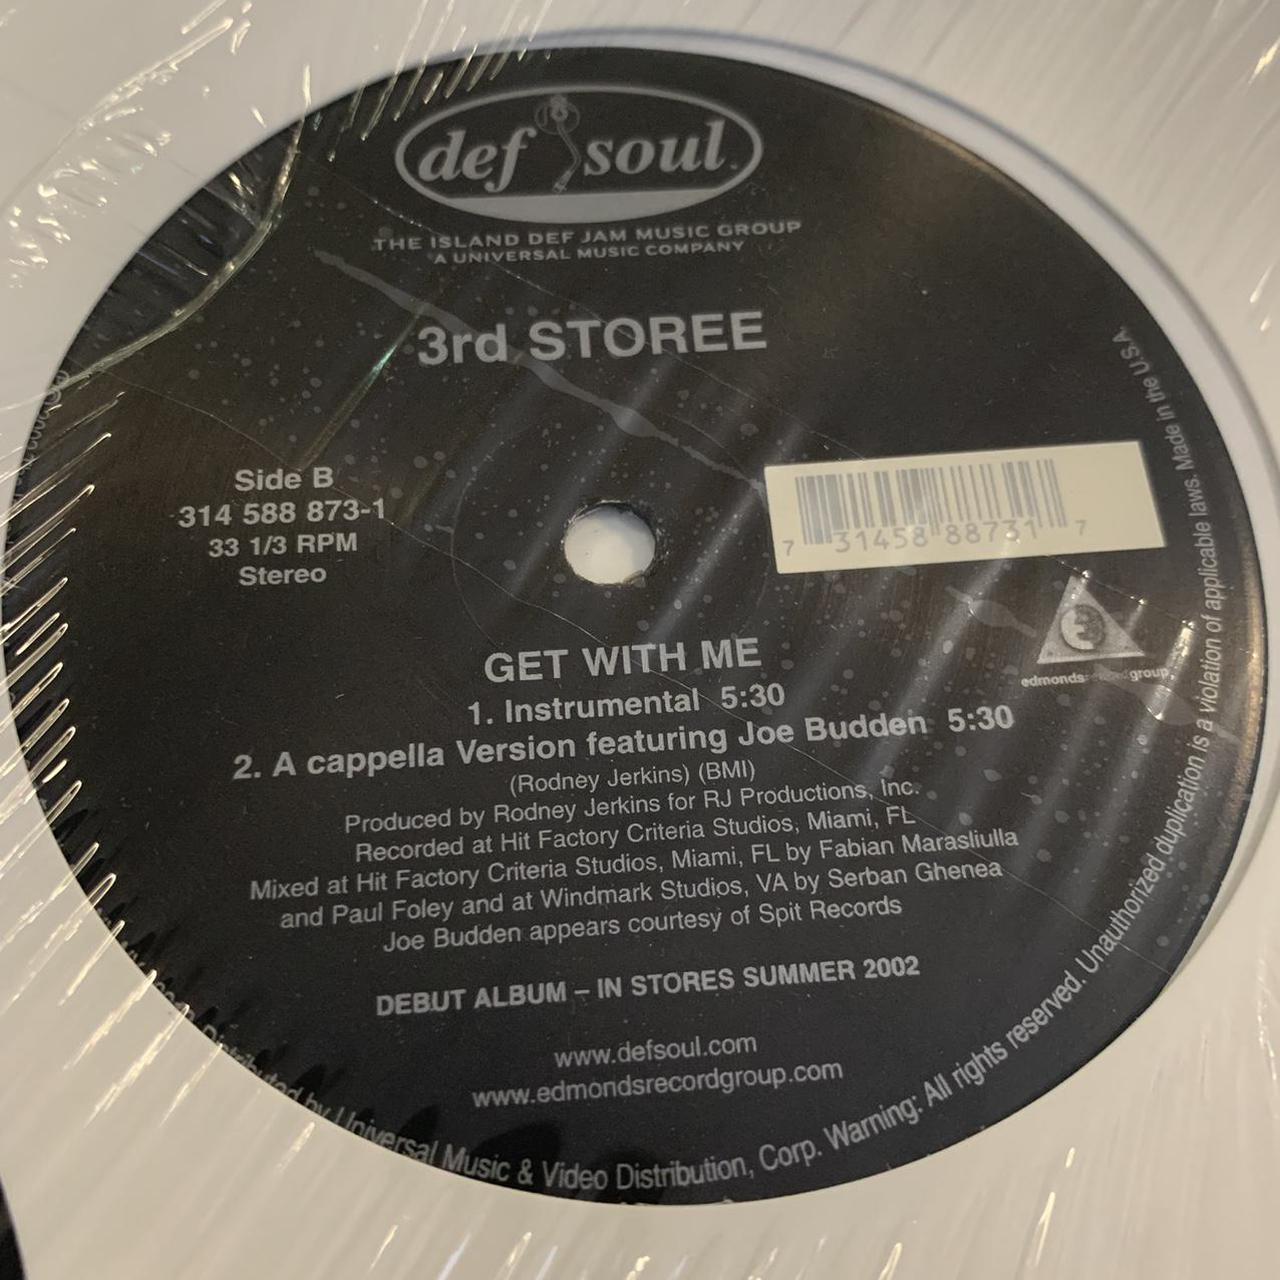 def soul
THE ISLAND DEF JAM MUSIC GROUP
A UNIVERSAL MUSIC COMPANY
3rd STOREE
Side B
314 588 873-1
33 1/3 RPM
Stereo
7 31458 88731 7
edmonds record group
GET WITH ME
1. Instrumental 5:30
2. A cappella Version featuring Joe Budden 5:30
(Rodney Jerkins) (BMI)
Produced by Rodney Jerkins for RJ Productions, Inc.
Recorded at Hit Factory Criteria Studios, Miami, FL
Mixed at Hit Factory Criteria Studios, Miami, FL by Fabian Marasliulla
and Paul Foley and at Windmark Studios, VA by Serban Ghenea
Joe Budden appears courtesy of Spit Records
DEBUT ALBUM – IN STORES SUMMER 2002
www.defsoul.com
www.edmondsrecordgroup.com
Distributed by Universal Music & Video Distribution, Corp. Warning: All rights reserved. Unauthorized duplication is a violation of applicable laws. Made in the U.S.A.